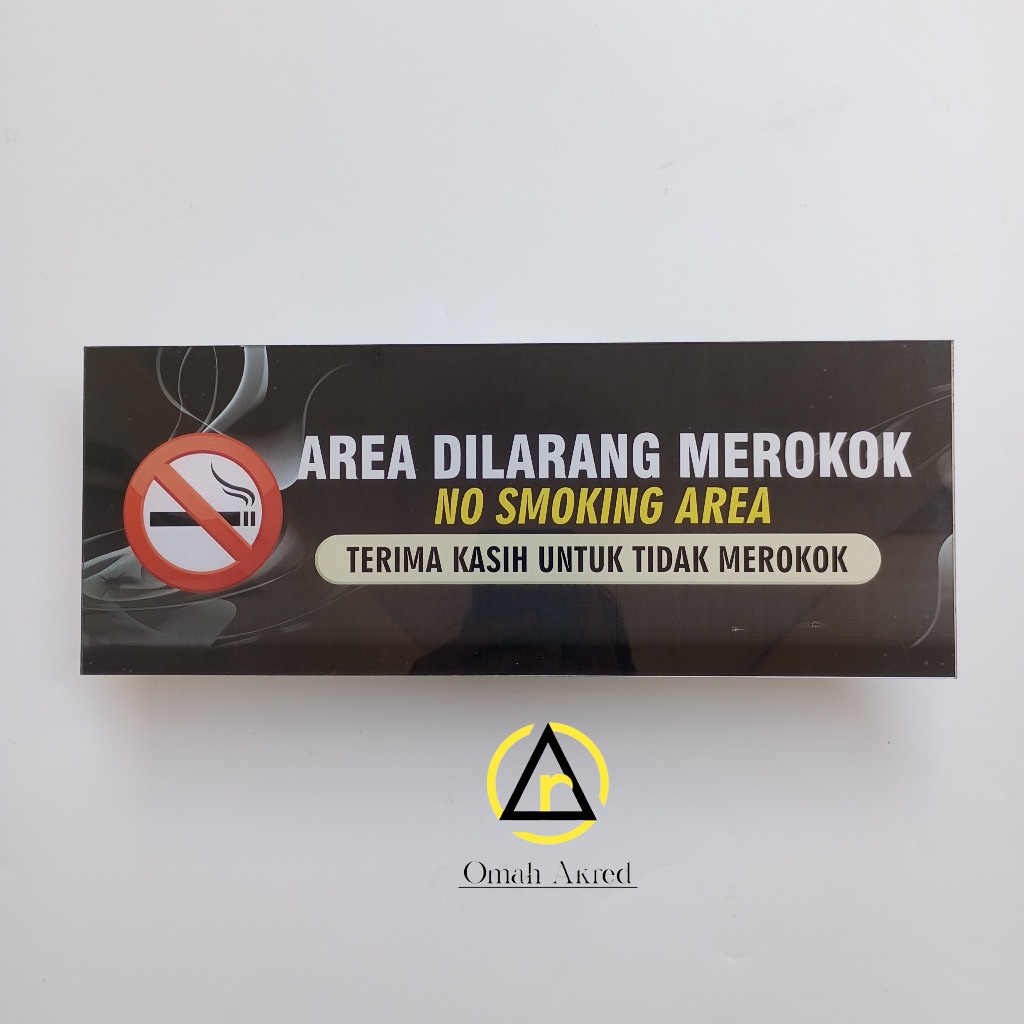 AREA DILARANG MEROKOK
NO SMOKING AREA
TERIMA KASIH UNTUK TIDAK MEROKOK
r
Omah Akred